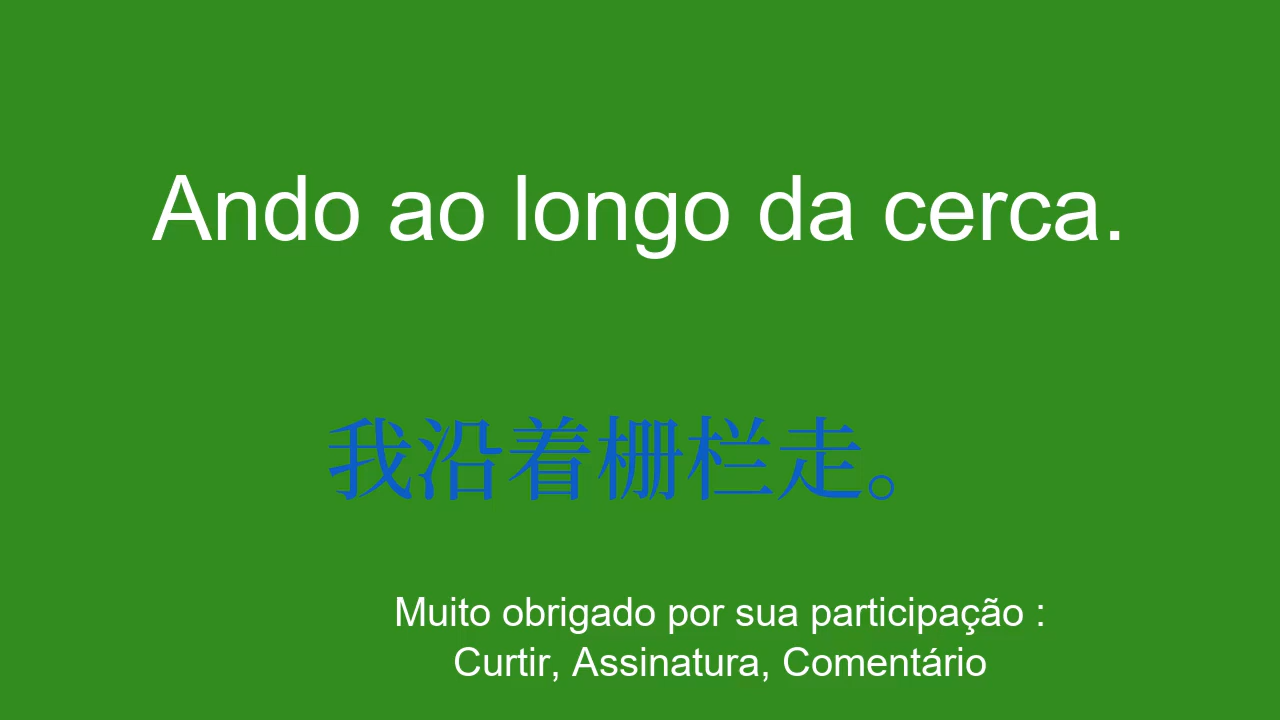 Ando ao longo da cerca.
我沿着栅栏走。
Muito obrigado por sua participação :
Curtir, Assinatura, Comentário